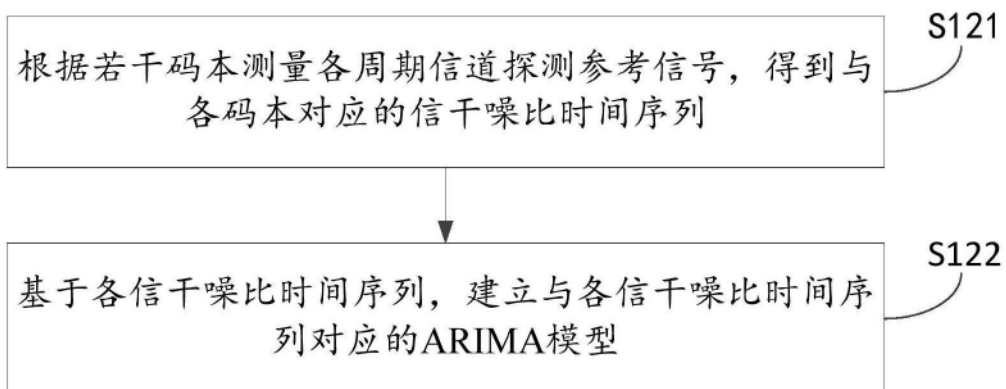 S121
根据若干码本测量各周期信道探测参考信号，得到与
各码本对应的信干噪比时间序列
S122
基于各信干噪比时间序列，建立与各信干噪比时间序
列对应的ARIMA模型